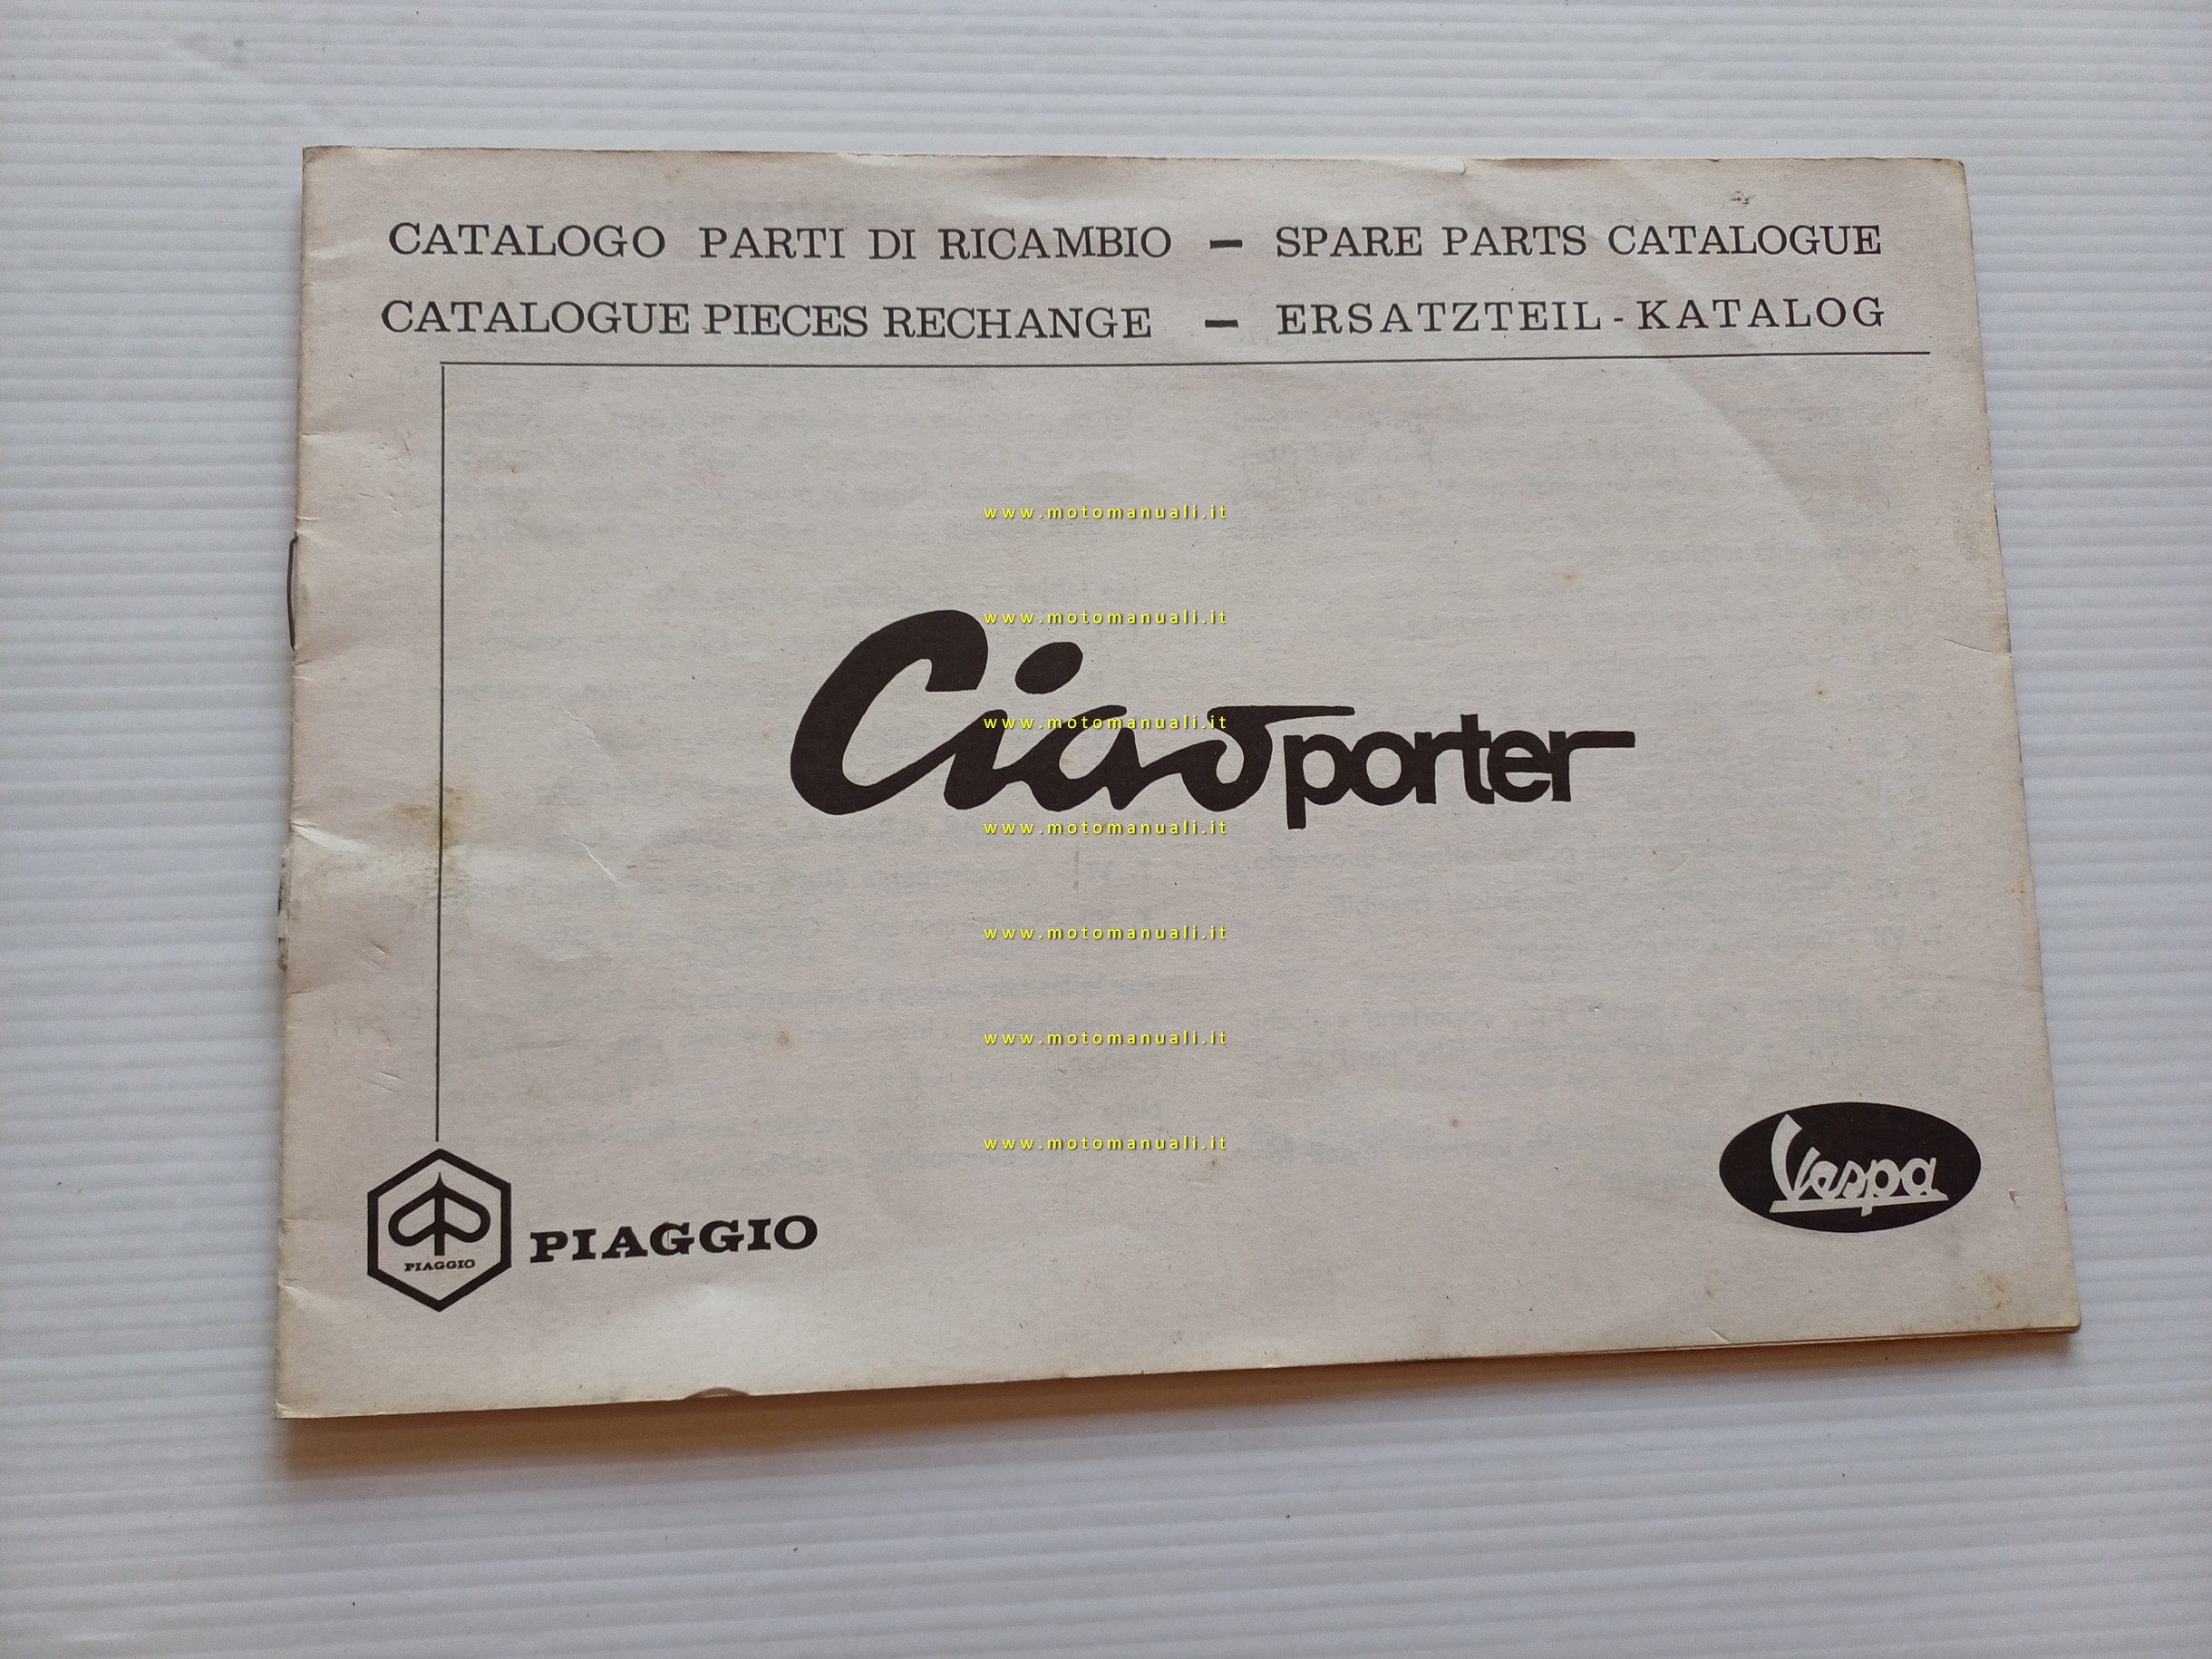 CATALOGO PARTI DI RICAMBIO — SPARE PARTS CATALOGUE
CATALOGUE PIECES RECHANGE — ERSATZTEIL - KATALOG
www.motomanuali.it
www.motomanuali.it
Ciao porter
www.motomanuali.it
www.motomanuali.it
www.motomanuali.it
www.motomanuali.it
www.motomanuali.it
Vespa
PIAGGIO
PIAGGIO